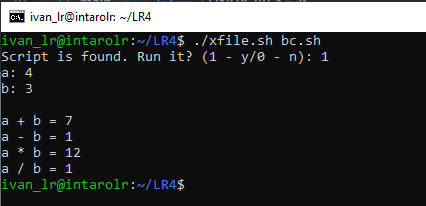 ivan_lr@intarolr: ~/LR4
ivan_lr@intarolr:~/LR4$ ./xfile.sh bc.sh
Script is found. Run it? (1 - y/0 - n): 1
a: 4
b: 3
a + b = 7
a - b = 1
a * b = 12
a / b = 1
ivan_lr@intarolr:~/LR4$